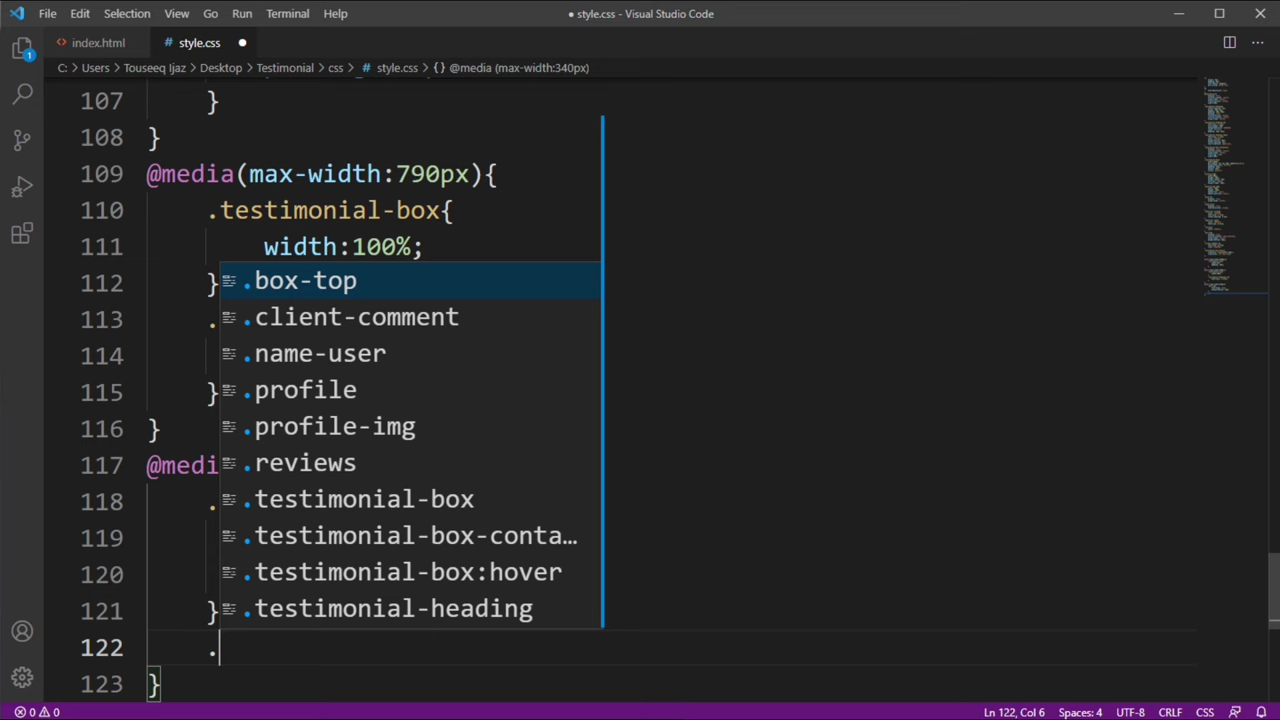 File Edit Selection View Go Run Terminal Help
● style.css - Visual Studio Code
index.html # style.css ●
C: > Users > Touseeq Ijaz > Desktop > Testimonial > css > # style.css > {} @media (max-width:340px)
107 }
108 }
109 @media(max-width:790px){
110 .testimonial-box{
111 width:100%;
112 }
113 .
114
115 }
116 }
117 @medi
118 .
119
120
121 }
122 .
123 }
.box-top
.client-comment
.name-user
.profile
.profile-img
.reviews
.testimonial-box
.testimonial-box-conta…
.testimonial-box:hover
.testimonial-heading
1
0 0
Ln 122, Col 6 Spaces: 4 UTF-8 CRLF CSS